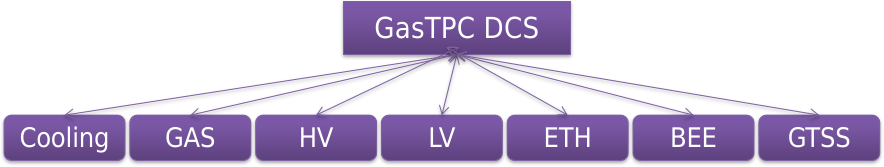 GasTPC DCS
Cooling
GAS
HV
LV
ETH
BEE
GTSS